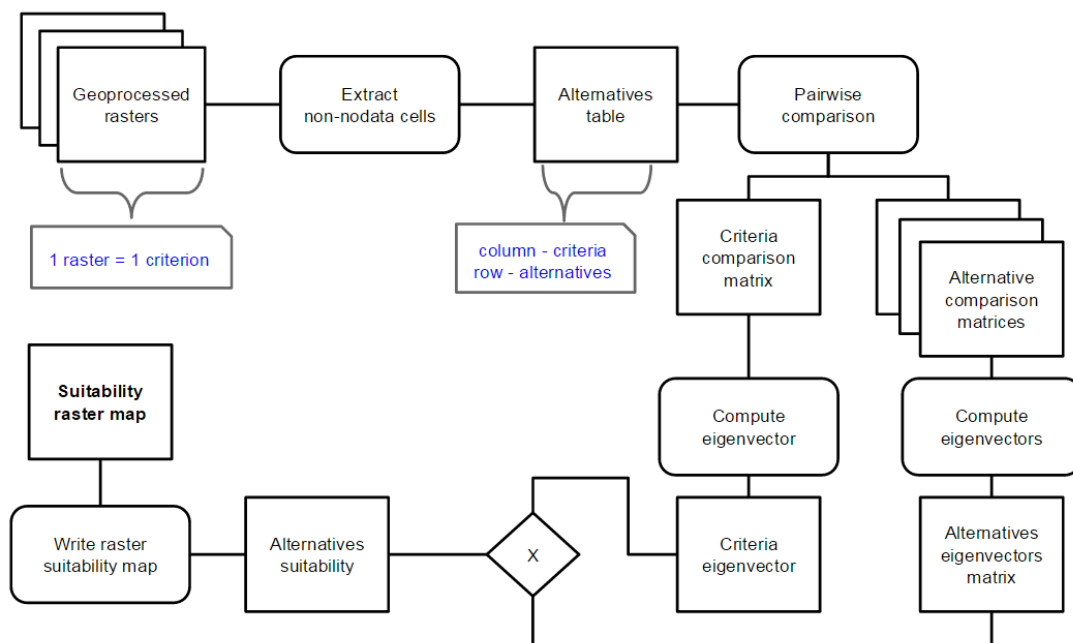 Geoprocessed
rasters
Extract
non-nodata cells
Alternatives
table
Pairwise
comparison
1 raster = 1 criterion
column - criteria
row - alternatives
Criteria
comparison
matrix
Alternative
comparison
matrices
Suitability
raster map
Compute
eigenvector
Compute
eigenvectors
Write raster
suitability map
Alternatives
suitability
X
Criteria
eigenvector
Alternatives
eigenvectors
matrix